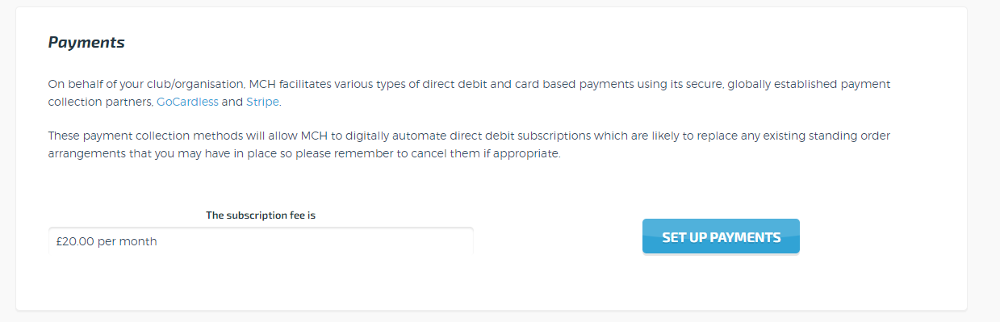 Payments
On behalf of your club/organisation, MCH facilitates various types of direct debit and card based payments using its secure, globally established payment
collection partners, GoCardless and Stripe.
These payment collection methods will allow MCH to digitally automate direct debit subscriptions which are likely to replace any existing standing order
arrangements that you may have in place so please remember to cancel them if appropriate.
The subscription fee is
£20.00 per month
SET UP PAYMENTS